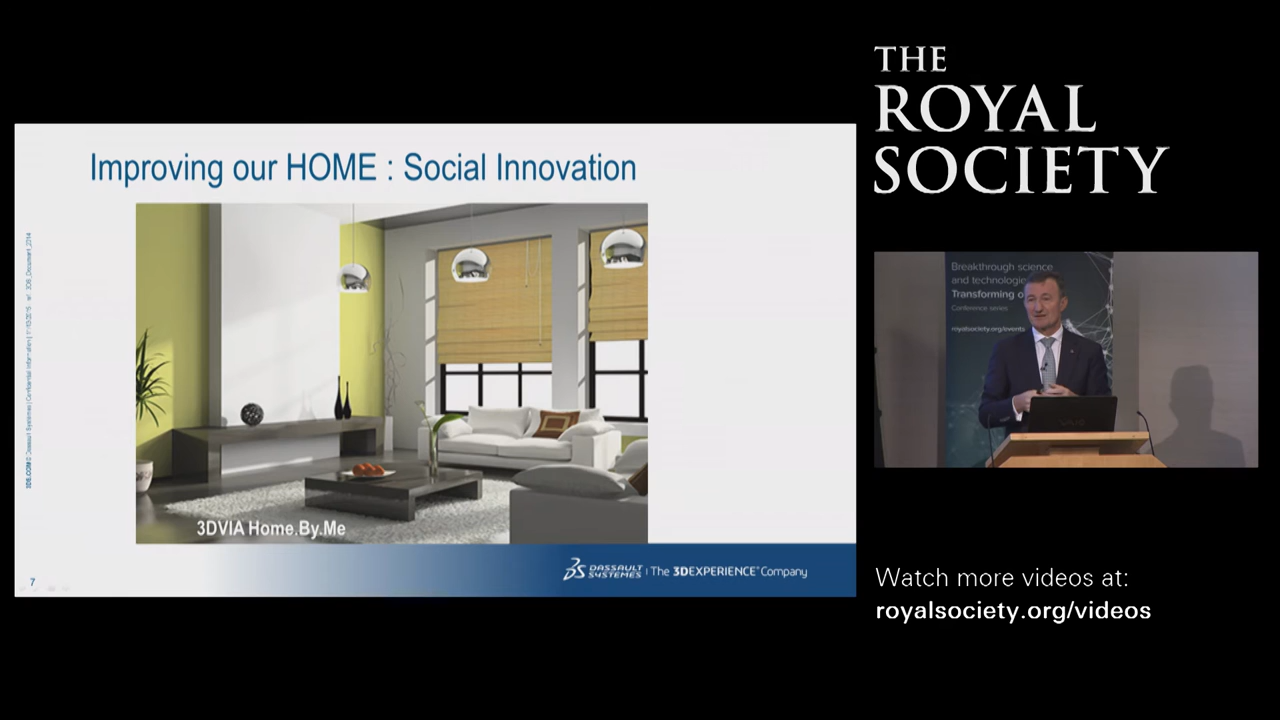 THE
ROYAL
SOCIETY
Improving our HOME : Social Innovation
3DVIA Home.By.Me
7
DASSAULT
SYSTEMES | The 3DEXPERIENCE Company
Breakthrough science
and technologies
Transforming o
Conference series
royalsociety.org/events
VAIO
Watch more videos at:
royalsociety.org/videos